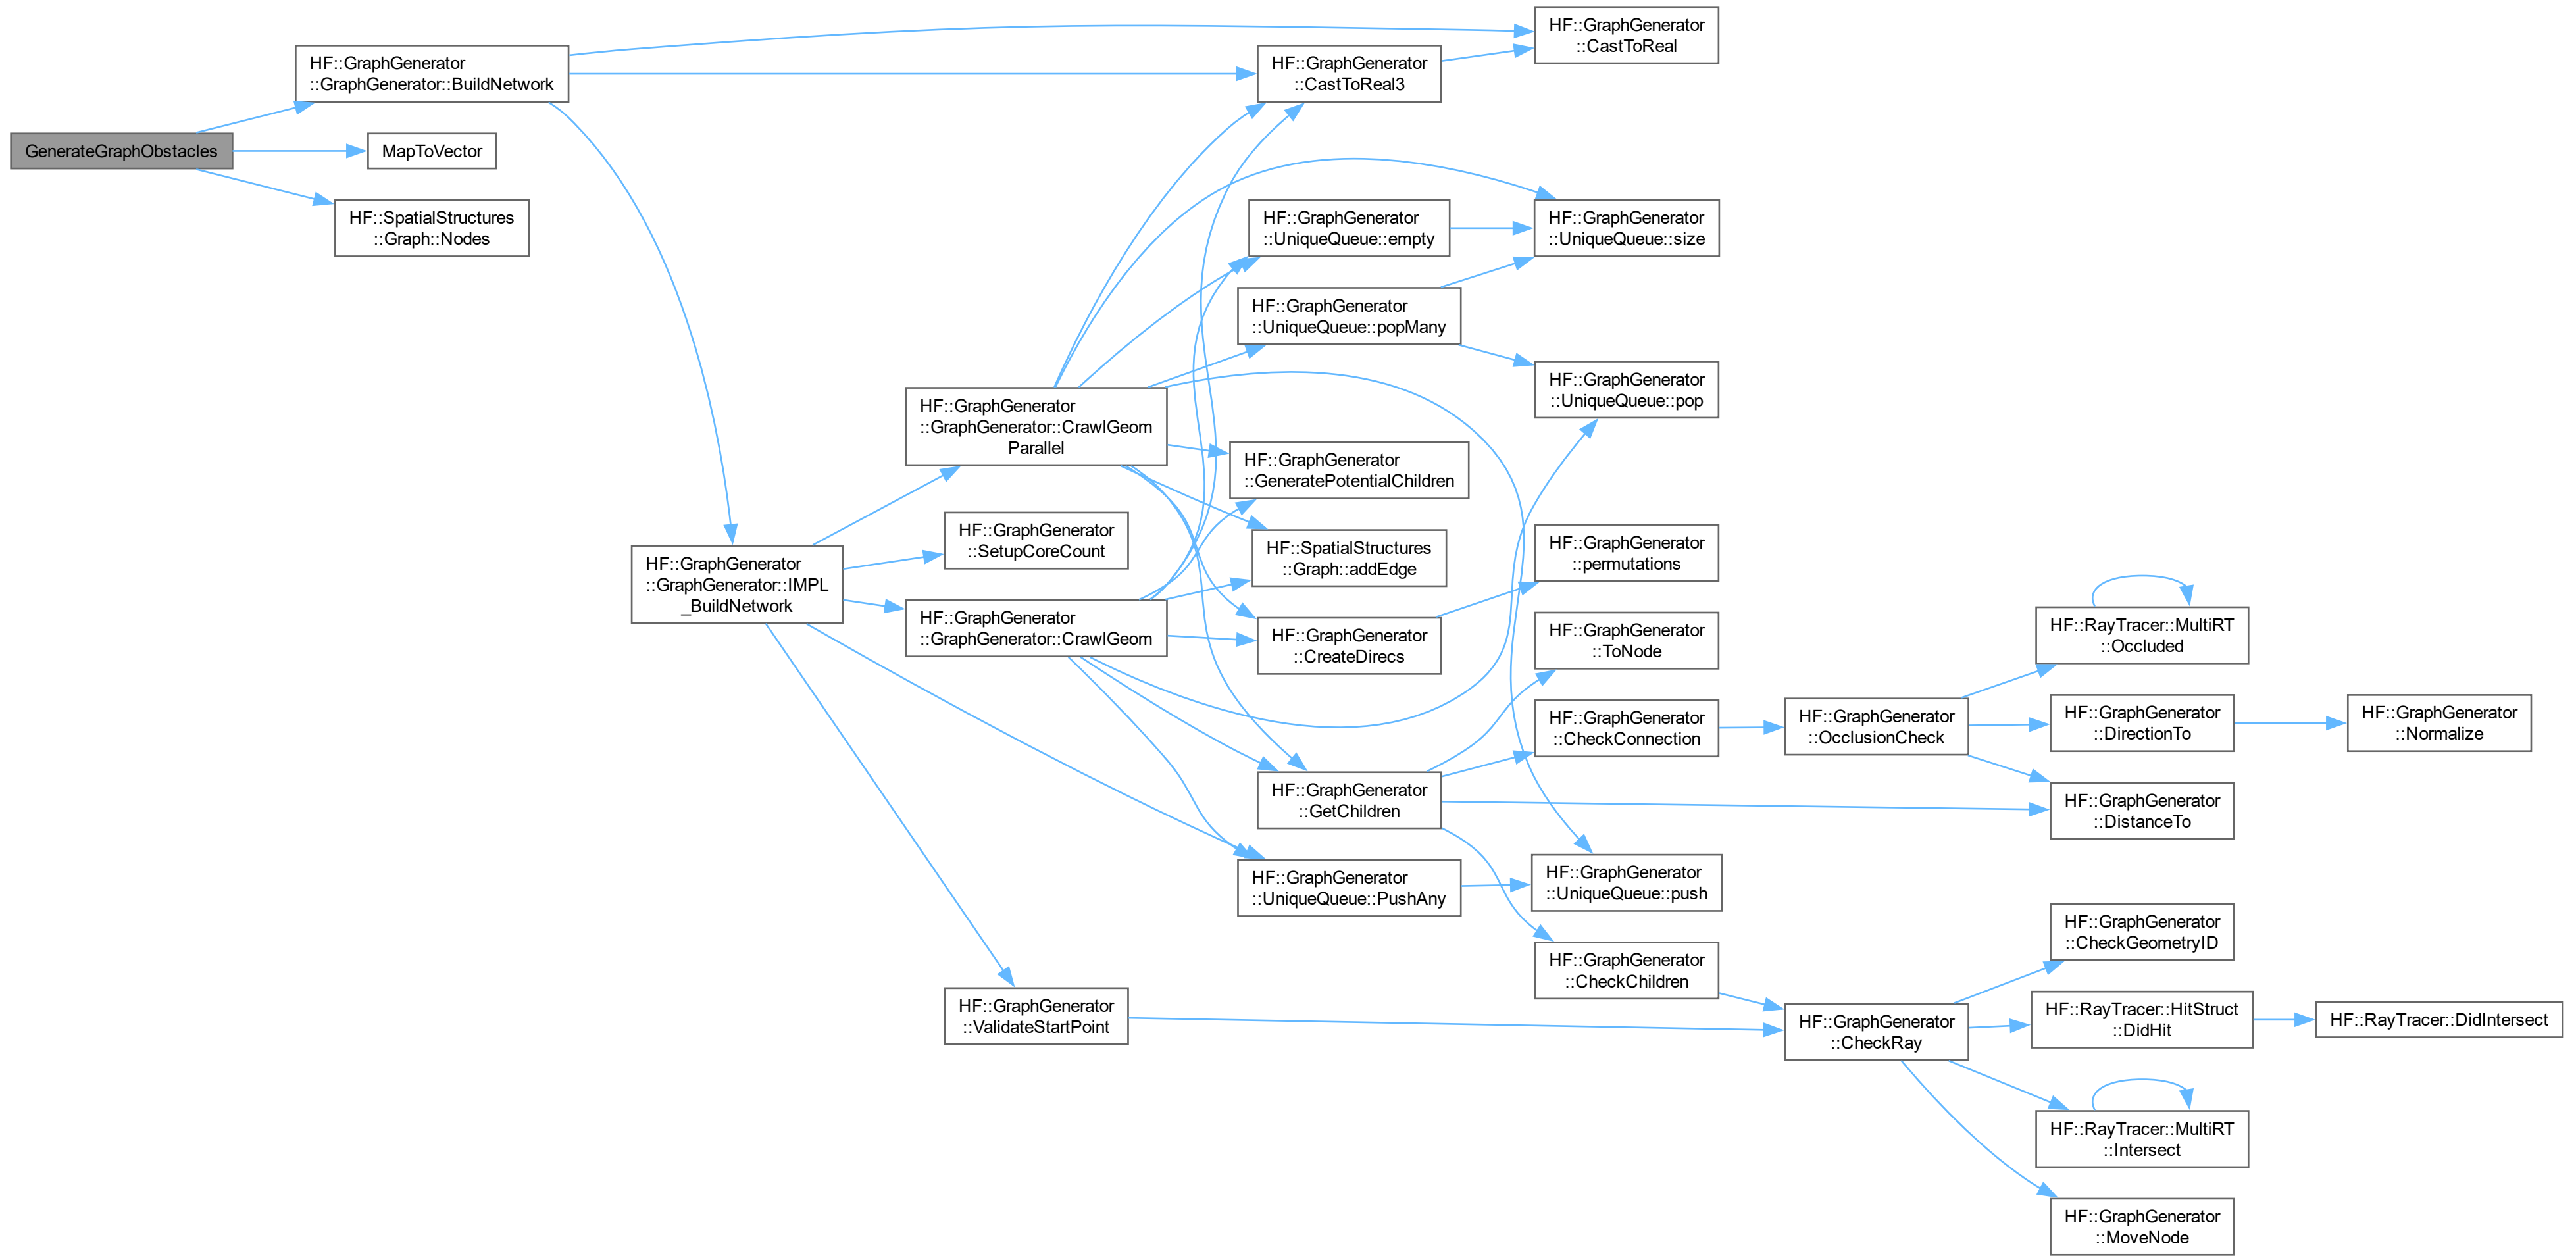 GenerateGraphObstacles
HF::GraphGenerator
::GraphGenerator::BuildNetwork
MapToVector
HF::SpatialStructures
::Graph::Nodes
HF::GraphGenerator
::GraphGenerator::IMPL
_BuildNetwork
HF::GraphGenerator
::GraphGenerator::CrawlGeom
Parallel
HF::GraphGenerator
::SetupCoreCount
HF::GraphGenerator
::GraphGenerator::CrawlGeom
HF::GraphGenerator
::ValidateStartPoint
HF::GraphGenerator
::CastToReal3
HF::GraphGenerator
::UniqueQueue::empty
HF::GraphGenerator
::UniqueQueue::popMany
HF::GraphGenerator
::GeneratePotentialChildren
HF::SpatialStructures
::Graph::addEdge
HF::GraphGenerator
::CreateDirecs
HF::GraphGenerator
::GetChildren
HF::GraphGenerator
::UniqueQueue::PushAny
HF::GraphGenerator
::CastToReal
HF::GraphGenerator
::UniqueQueue::size
HF::GraphGenerator
::UniqueQueue::pop
HF::GraphGenerator
::permutations
HF::GraphGenerator
::ToNode
HF::GraphGenerator
::CheckConnection
HF::GraphGenerator
::UniqueQueue::push
HF::GraphGenerator
::CheckChildren
HF::GraphGenerator
::OcclusionCheck
HF::GraphGenerator
::CheckRay
HF::RayTracer::MultiRT
::Occluded
HF::GraphGenerator
::DirectionTo
HF::GraphGenerator
::DistanceTo
HF::GraphGenerator
::CheckGeometryID
HF::RayTracer::HitStruct
::DidHit
HF::RayTracer::MultiRT
::Intersect
HF::GraphGenerator
::MoveNode
HF::GraphGenerator
::Normalize
HF::RayTracer::DidIntersect